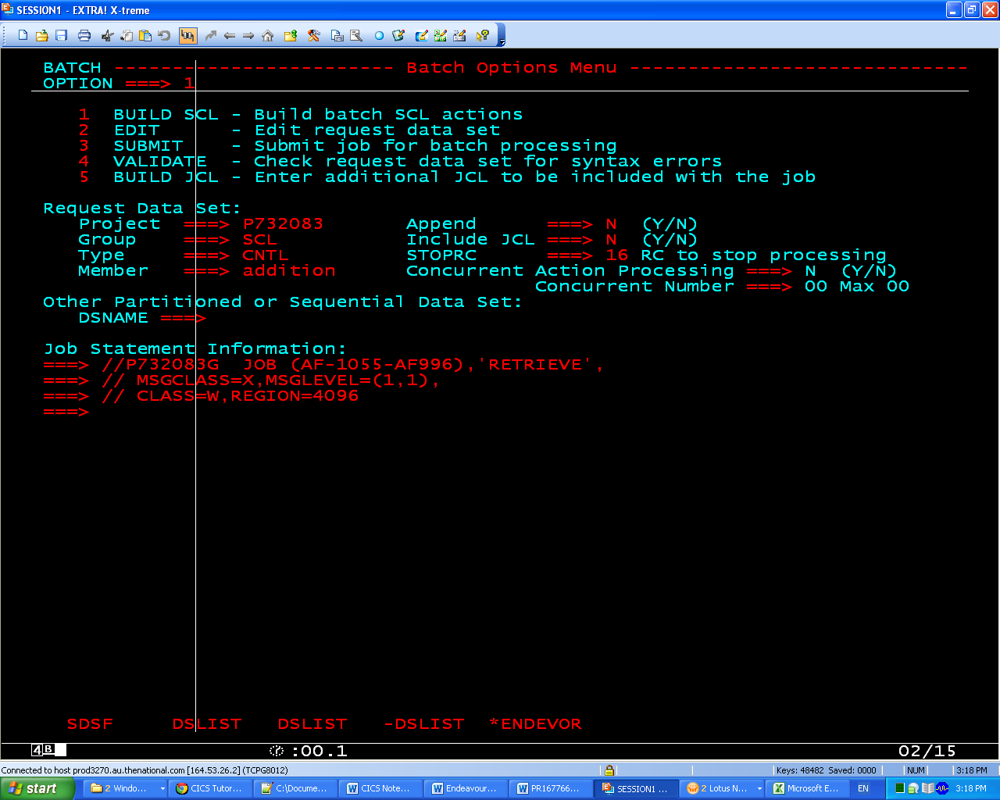 SESSION1 - EXTRA! X-treme
BATCH ------------------------ Batch Options Menu -----------------------------
OPTION ===> 1
1 BUILD SCL - Build batch SCL actions
2 EDIT - Edit request data set
3 SUBMIT - Submit job for batch processing
4 VALIDATE - Check request data set for syntax errors
5 BUILD JCL - Enter additional JCL to be included with the job
Request Data Set:
Project ===> P732083 Append ===> N (Y/N)
Group ===> SCL Include JCL ===> N (Y/N)
Type ===> CNTL STOPRC ===> 16 RC to stop processing
Member ===> addition Concurrent Action Processing ===> N (Y/N)
Concurrent Number ===> 00 Max 00
Other Partitioned or Sequential Data Set:
DSNAME ===>
Job Statement Information:
===> //P732083G JOB (AF-1055-AF996),'RETRIEVE',
===> // MSGCLASS=X,MSGLEVEL=(1,1),
===> // CLASS=W,REGION=4096
===>
SDSF DSLIST DSLIST -DSLIST *ENDEVOR
4B :00.1 02/15
Connected to host prod3270.au.thenational.com [164.53.26.2] (TCPG8012) Keys: 48482 Saved: 0000 NUM 3:18 PM
start 2 Windo... CICS Tutor... C:\Docume... CICS Note... Endeavour... PR167766... SESSION1 ... 2 Lotus N... Microsoft E... EN 3:18 PM